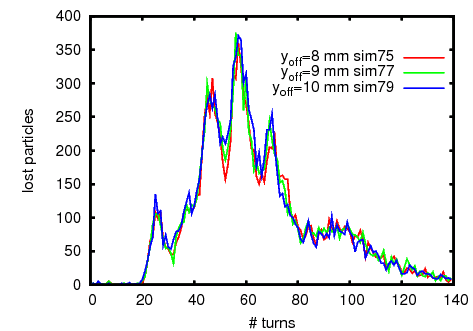 400
350
300
250
200
150
100
50
0
lost particles
y_off=8 mm sim75
y_off=9 mm sim77
y_off=10 mm sim79
0 20 40 60 80 100 120 140
# turns